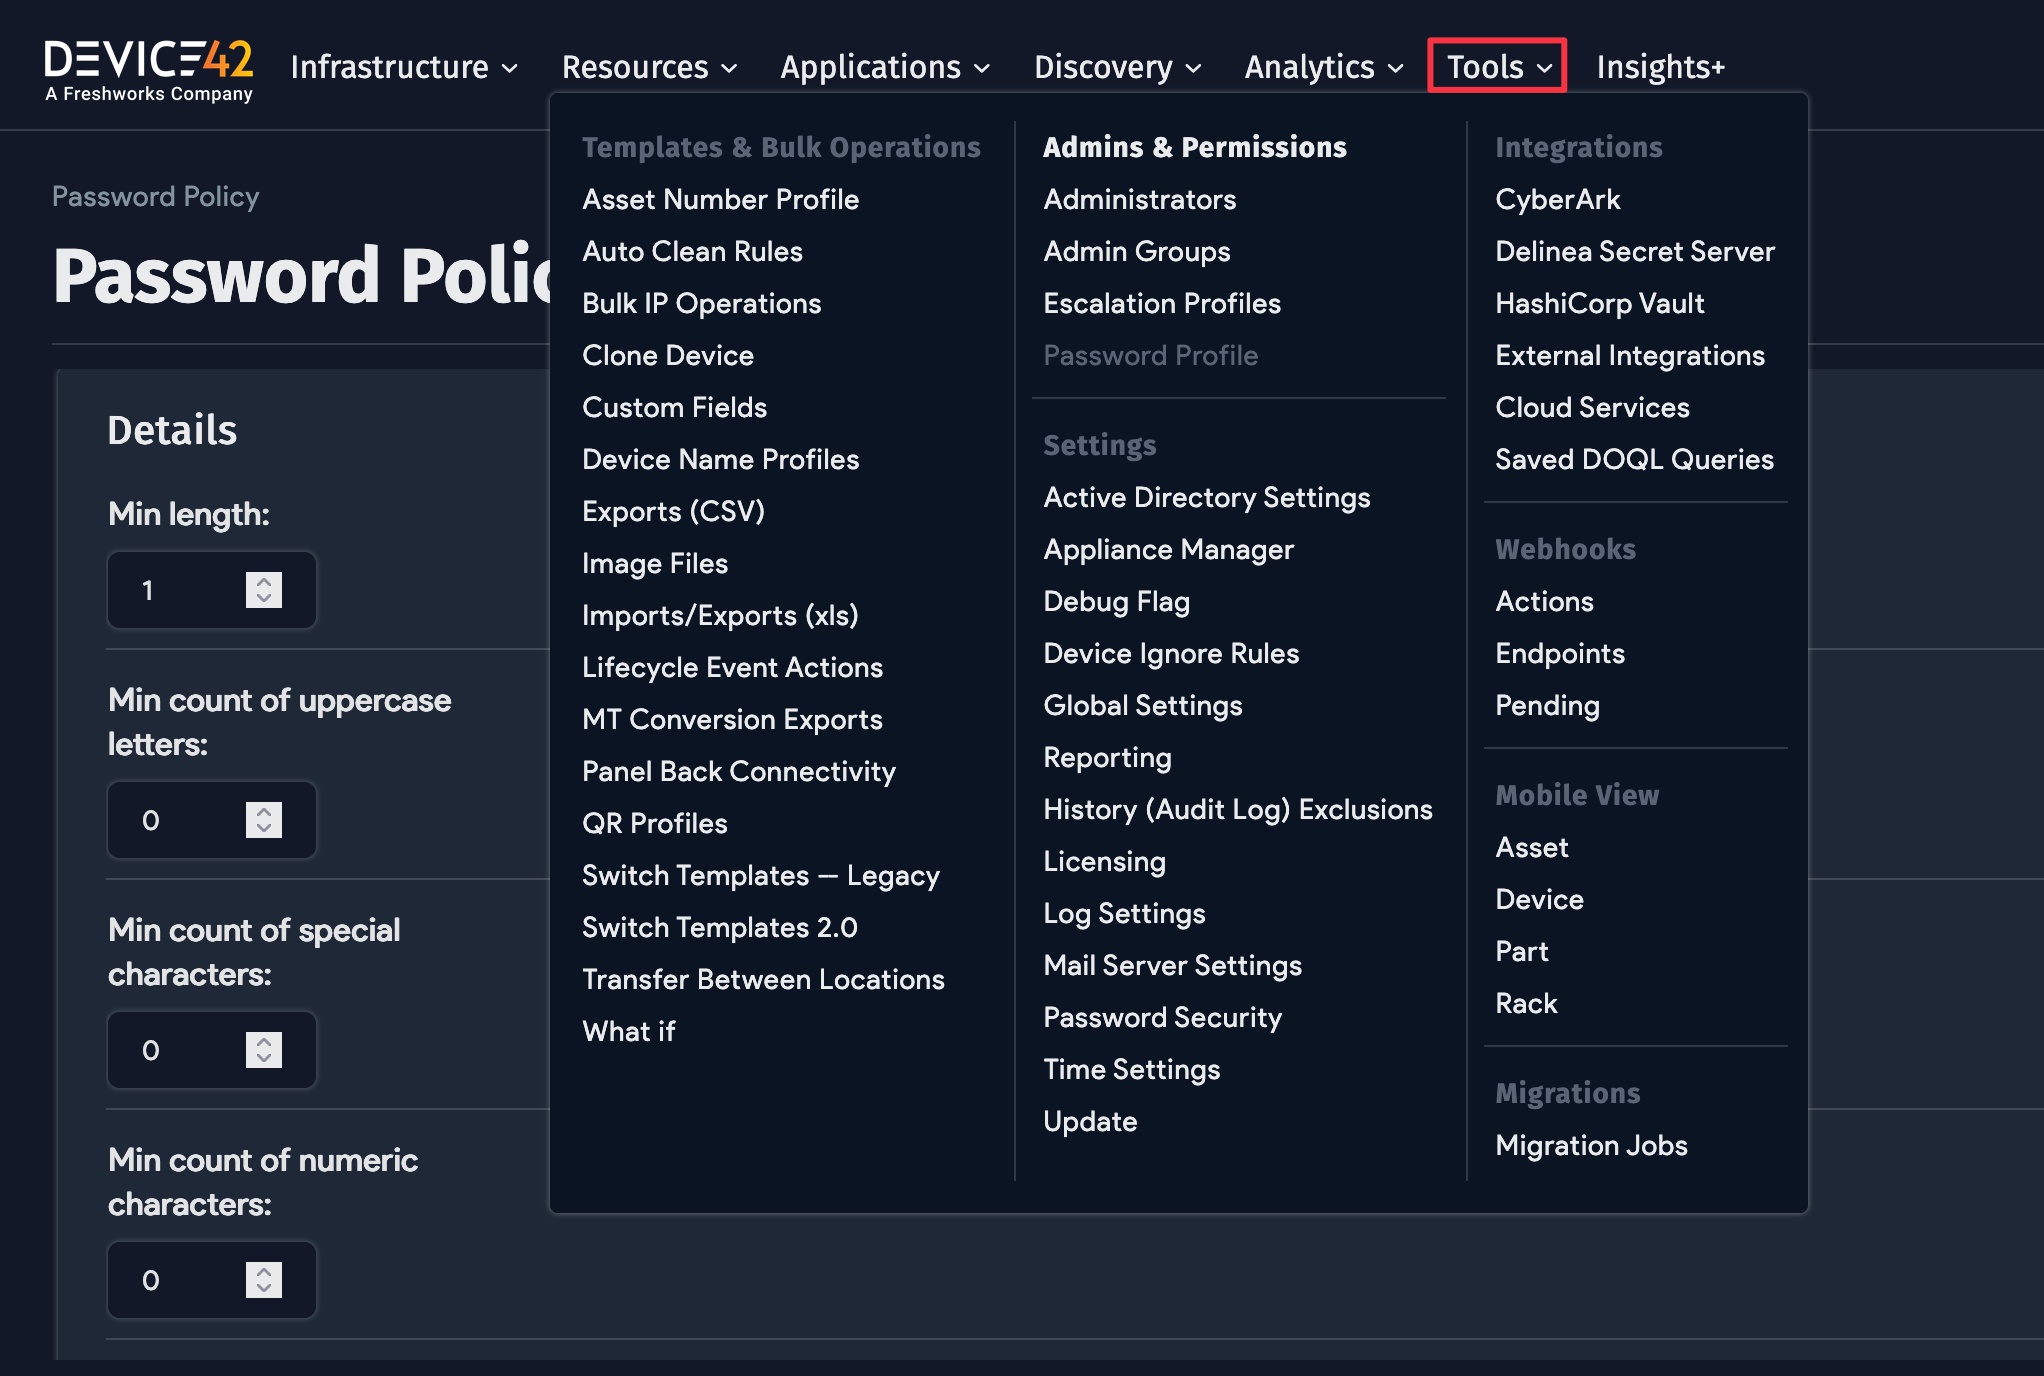 DEVICE42
A Freshworks Company
Infrastructure
Resources
Applications
Discovery
Analytics
Tools
Insights+
Password Policy
Details
Min length:
1
Min count of uppercase
letters:
0
Min count of special
characters:
0
Min count of numeric
characters:
0
Templates & Bulk Operations
Asset Number Profile
Auto Clean Rules
Bulk IP Operations
Clone Device
Custom Fields
Device Name Profiles
Exports (CSV)
Image Files
Imports/Exports (xls)
Lifecycle Event Actions
MT Conversion Exports
Panel Back Connectivity
QR Profiles
Switch Templates — Legacy
Switch Templates 2.0
Transfer Between Locations
What if
Admins & Permissions
Administrators
Admin Groups
Escalation Profiles
Password Profile
Settings
Active Directory Settings
Appliance Manager
Debug Flag
Device Ignore Rules
Global Settings
Reporting
History (Audit Log) Exclusions
Licensing
Log Settings
Mail Server Settings
Password Security
Time Settings
Update
Integrations
CyberArk
Delinea Secret Server
HashiCorp Vault
External Integrations
Cloud Services
Saved DOQL Queries
Webhooks
Actions
Endpoints
Pending
Mobile View
Asset
Device
Part
Rack
Migrations
Migration Jobs